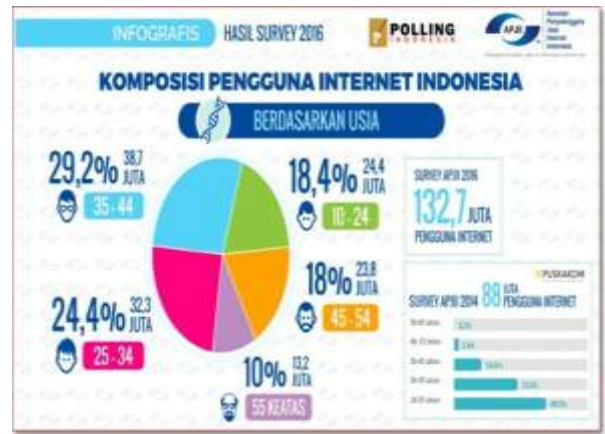 INFOGRAFIS HASIL SURVEY 2016
POLLING
INDONESIA
APJII
KOMPOSISI PENGGUNA INTERNET INDONESIA
BERDASARKAN USIA
29,2% 38,7 JUTA
35 - 44
18,4% 24,4 JUTA
10 - 24
24,4% 32,3 JUTA
25 - 34
18% 23,8 JUTA
45 - 54
10% 13,2 JUTA
55 KEATAS
SURVEY APJII 2016
132,7 JUTA
PENGGUNA INTERNET
PUSKAKOM
SURVEY APJII 2014 88 JUTA PENGGUNA INTERNET